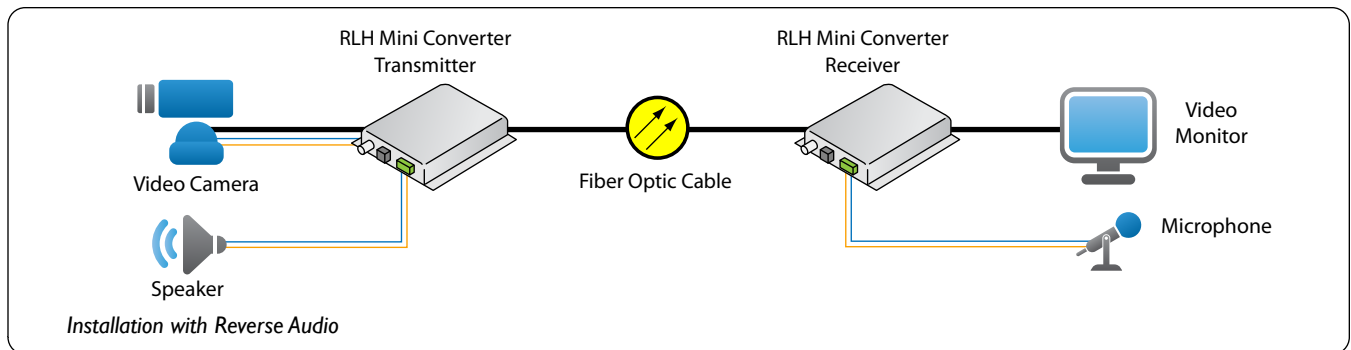 RLH Mini Converter
Transmitter
RLH Mini Converter
Receiver
Video Camera
Fiber Optic Cable
Video
Monitor
Speaker
Microphone
Installation with Reverse Audio